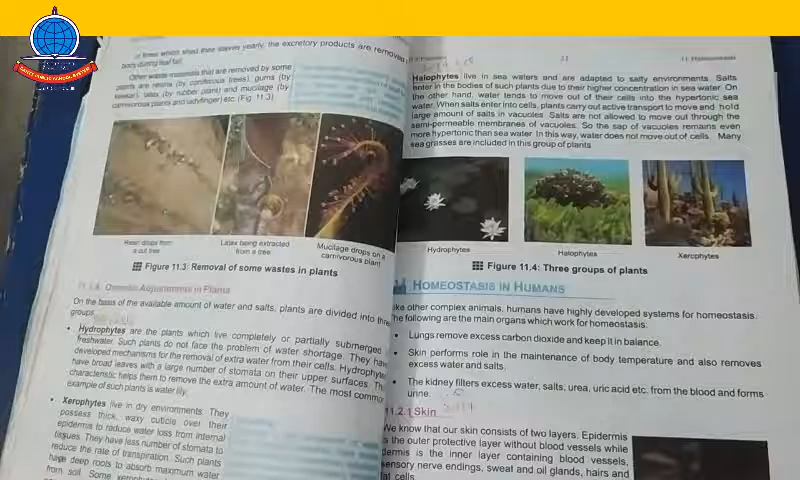 of trees which shed their leaves yearly, the excretory products are removed
body during leaf fall.
Other waste materials that are removed by some
plants are resins (by coniferous trees), gums (by
keekar), latex (by rubber plant) and mucilage (by
carnivorous plants and ladyfinger) etc. (Fig. 11.3)
Resin drops from
a cut tree
Latex being extracted
from a tree
Mucilage drops on a
carnivorous plant
Figure 11.3: Removal of some wastes in plants
Osmotic Adjustments in Plants
On the basis of the available amount of water and salts, plants are divided into three
groups.
• Hydrophytes are the plants which live completely or partially submerged
freshwater. Such plants do not face the problem of water shortage. They have
developed mechanisms for the removal of extra water from their cells. Hydrophytes
have broad leaves with a large number of stomata on their upper surfaces.
characteristic helps them to remove the extra amount of water. The most common
example of such plants is water lily.
• Xerophytes live in dry environments. They
possess thick, waxy cuticle over their
epidermis to reduce water loss from internal
tissues. They have less number of stomata to
reduce the rate of transpiration. Such plants
have deep roots to absorb maximum water
from soil. Some
11. Homeostasis
Halophytes live in sea waters and are adapted to salty environments. Salts
enter in the bodies of such plants due to their higher concentration in sea water. On
the other hand, water tends to move out of their cells into the hypertonic sea
water. When salts enter into cells, plants carry out active transport to move and hold
large amount of salts in vacuoles. Salts are not allowed to move out through the
semi-permeable membranes of vacuoles. So the sap of vacuoles remains even
more hypertonic than sea water. In this way, water does not move out of cells. Many
sea grasses are included in this group of plants.
Hydrophytes
Halophytes
Xerophytes
Figure 11.4: Three groups of plants
HOMEOSTASIS IN HUMANS
like other complex animals, humans have highly developed systems for homeostasis.
The following are the main organs which work for homeostasis.
• Lungs remove excess carbon dioxide and keep it in balance.
• Skin performs role in the maintenance of body temperature and also removes
excess water and salts.
• The kidney filters excess water, salts, urea, uric acid etc. from the blood and forms
urine.
11.2.1 Skin
We know that our skin consists of two layers. Epidermis
is the outer protective layer without blood vessels while
dermis is the inner layer containing blood vessels,
sensory nerve endings, sweat and oil glands, hairs and
fat cells.